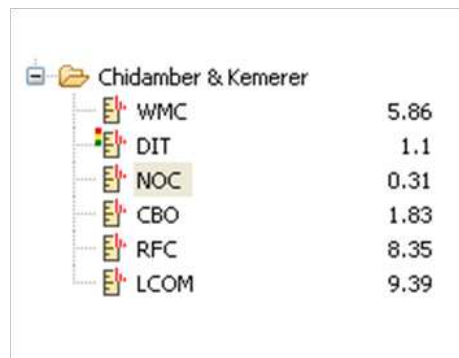 Chidamber & Kemerer
WMC 5.86
DIT 1.1
NOC 0.31
CBO 1.83
RFC 8.35
LCOM 9.39